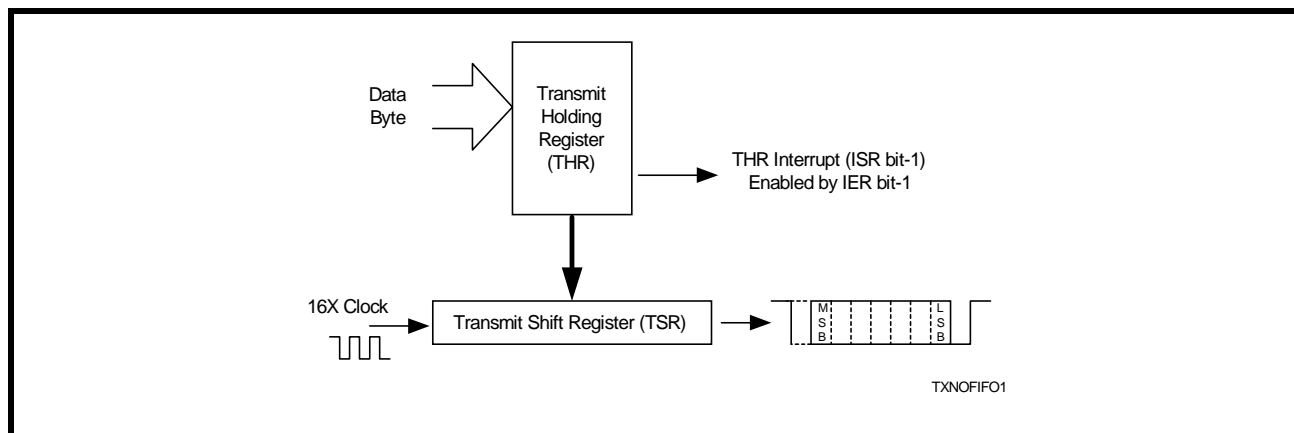 Data
Byte
Transmit
Holding
Register
(THR)
THR Interrupt (ISR bit-1)
Enabled by IER bit-1
16X Clock
Transmit Shift Register (TSR)
M
S
B
L
S
B
TXNOFIFO1